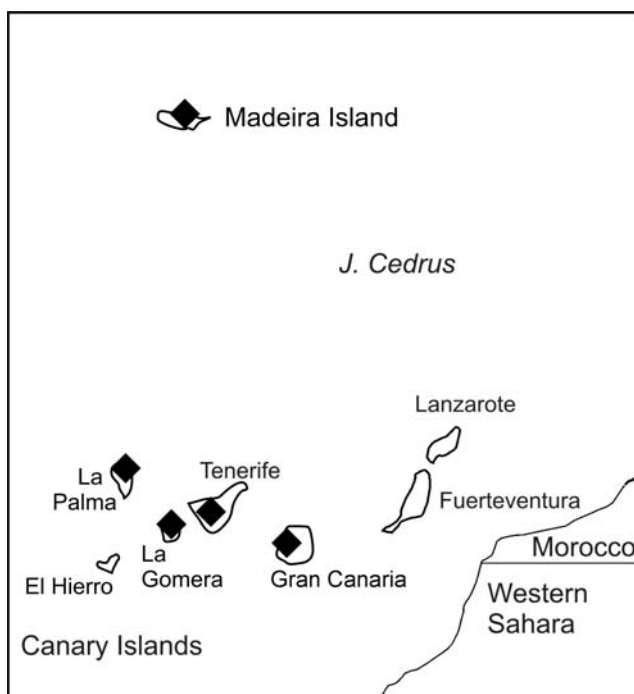 Madeira Island
J. Cedrus
Lanzarote
La
Palma
Tenerife
Fuerteventura
El Hierro
La
Gomera
Gran Canaria
Morocco
Western
Sahara
Canary Islands